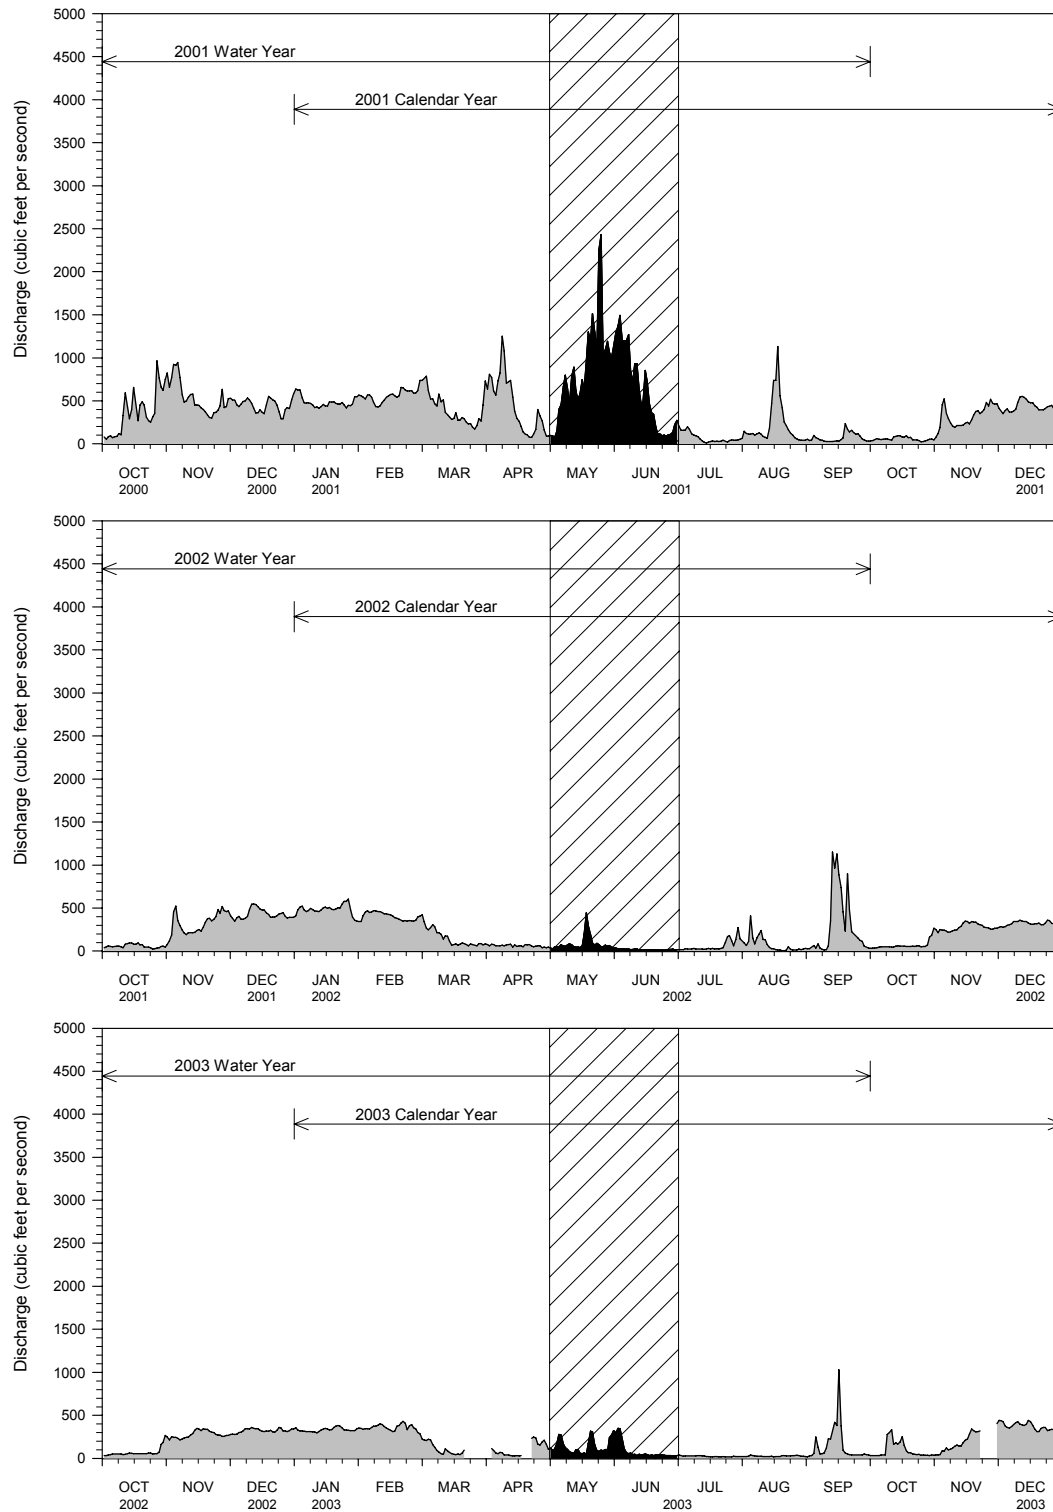 5000
2001 Water Year
4500
4000
2001 Calendar Year
3500
3000
2500
2000
1500
1000
500
0
Discharge (cubic feet per second)
OCT NOV DEC JAN FEB MAR APR MAY JUN JUL AUG SEP OCT NOV DEC
2000 2000 2001 2001 2001
5000
2002 Water Year
4500
4000
2002 Calendar Year
3500
3000
2500
2000
1500
1000
500
0
Discharge (cubic feet per second)
OCT NOV DEC JAN FEB MAR APR MAY JUN JUL AUG SEP OCT NOV DEC
2001 2001 2002 2002 2002
5000
2003 Water Year
4500
4000
2003 Calendar Year
3500
3000
2500
2000
1500
1000
500
0
Discharge (cubic feet per second)
OCT NOV DEC JAN FEB MAR APR MAY JUN JUL AUG SEP OCT NOV DEC
2002 2002 2003 2003 2003